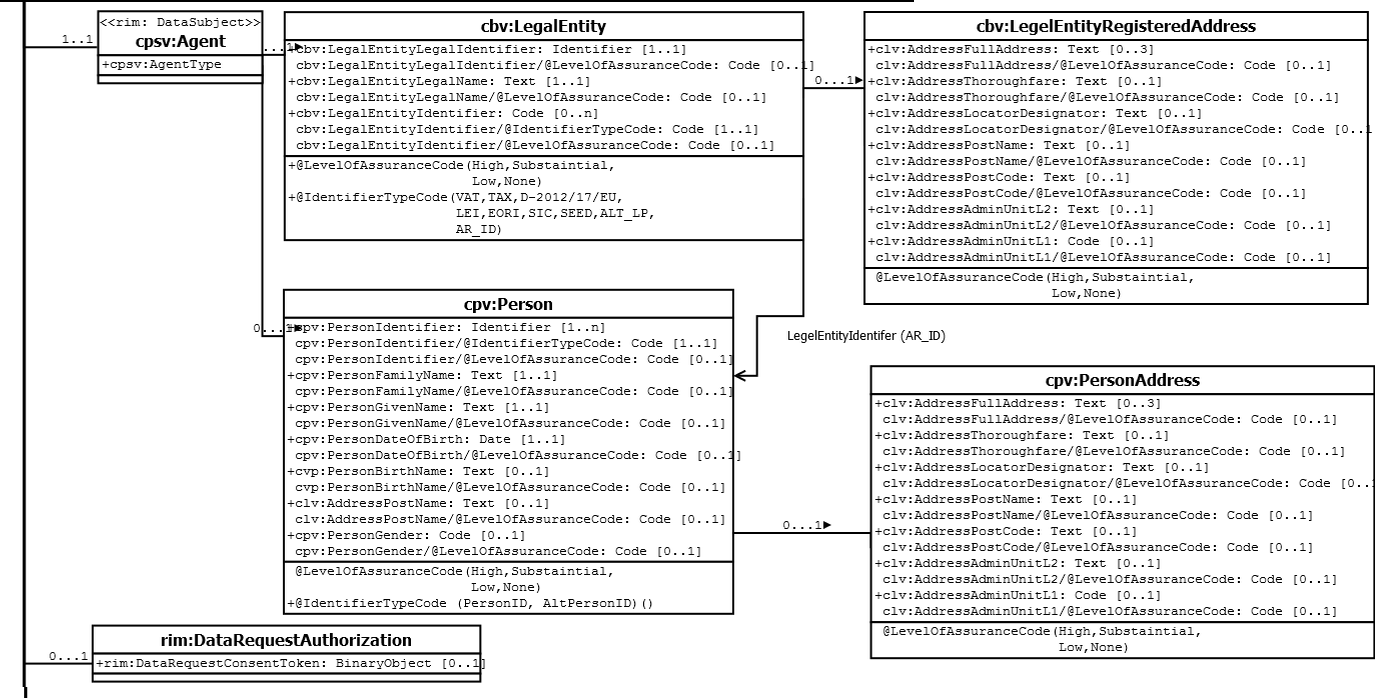 <<rim: DataSubject>>
cpsv:Agent
+cpsv:AgentType
1..1
0...1
cbv:LegalEntity
+cbv:LegalEntityLegalIdentifier: Identifier [1..1]
cbv:LegalEntityLegalIdentifier/@LevelOfAssuranceCode: Code [0..1]
+cbv:LegalEntityLegalName: Text [1..1]
cbv:LegalEntityLegalName/@LevelOfAssuranceCode: Code [0..1]
+cbv:LegalEntityIdentifier: Code [0..n]
cbv:LegalEntityIdentifier/@IdentifierTypeCode: Code [1..1]
cbv:LegalEntityIdentifier/@LevelOfAssuranceCode: Code [0..1]
+@LevelOfAssuranceCode(High,Substaintial,
Low,None)
+@IdentifierTypeCode(VAT,TAX,D-2012/17/EU,
LEI,EORI,SIC,SEED,ALT_LP,
AR_ID)
0...1
cbv:LegelEntityRegisteredAddress
+clv:AddressFullAddress: Text [0..3]
clv:AddressFullAddress/@LevelOfAssuranceCode: Code [0..1]
+clv:AddressThoroughfare: Text [0..1]
clv:AddressThoroughfare/@LevelOfAssuranceCode: Code [0..1]
+clv:AddressLocatorDesignator: Text [0..1]
clv:AddressLocatorDesignator/@LevelOfAssuranceCode: Code [0..1
+clv:AddressPostName: Text [0..1]
clv:AddressPostName/@LevelOfAssuranceCode: Code [0..1]
+clv:AddressPostCode: Text [0..1]
clv:AddressPostCode/@LevelOfAssuranceCode: Code [0..1]
+clv:AddressAdminUnitL2: Text [0..1]
clv:AddressAdminUnitL2/@LevelOfAssuranceCode: Code [0..1]
+clv:AddressAdminUnitL1: Code [0..1]
clv:AddressAdminUnitL1/@LevelOfAssuranceCode: Code [0..1]
@LevelOfAssuranceCode(High,Substaintial,
Low,None)
0...1
cpv:Person
+cpv:PersonIdentifier: Identifier [1..n]
cpv:PersonIdentifier/@IdentifierTypeCode: Code [1..1]
cpv:PersonIdentifier/@LevelOfAssuranceCode: Code [0..1]
+cpv:PersonFamilyName: Text [1..1]
cpv:PersonFamilyName/@LevelOfAssuranceCode: Code [0..1]
+cpv:PersonGivenName: Text [1..1]
cpv:PersonGivenName/@LevelOfAssuranceCode: Code [0..1]
+cpv:PersonDateOfBirth: Date [1..1]
cpv:PersonDateOfBirth/@LevelOfAssuranceCode: Code [0..1]
+cvp:PersonBirthName: Text [0..1]
cvp:PersonBirthName/@LevelOfAssuranceCode: Code [0..1]
+clv:AddressPostName: Text [0..1]
clv:AddressPostName/@LevelOfAssuranceCode: Code [0..1]
+cpv:PersonGender: Code [0..1]
cpv:PersonGender/@LevelOfAssuranceCode: Code [0..1]
@LevelOfAssuranceCode(High,Substaintial,
Low,None)
+@IdentifierTypeCode (PersonID, AltPersonID)()
LegelEntityIdentifer (AR_ID)
0...1
cpv:PersonAddress
+clv:AddressFullAddress: Text [0..3]
clv:AddressFullAddress/@LevelOfAssuranceCode: Code [0..1]
+clv:AddressThoroughfare: Text [0..1]
clv:AddressThoroughfare/@LevelOfAssuranceCode: Code [0..1]
+clv:AddressLocatorDesignator: Text [0..1]
clv:AddressLocatorDesignator/@LevelOfAssuranceCode: Code [0..1
+clv:AddressPostName: Text [0..1]
clv:AddressPostName/@LevelOfAssuranceCode: Code [0..1]
+clv:AddressPostCode: Text [0..1]
clv:AddressPostCode/@LevelOfAssuranceCode: Code [0..1]
+clv:AddressAdminUnitL2: Text [0..1]
clv:AddressAdminUnitL2/@LevelOfAssuranceCode: Code [0..1]
+clv:AddressAdminUnitL1: Code [0..1]
clv:AddressAdminUnitL1/@LevelOfAssuranceCode: Code [0..1]
@LevelOfAssuranceCode(High,Substaintial,
Low,None)
0...1
rim:DataRequestAuthorization
+rim:DataRequestConsentToken: BinaryObject [0..1]